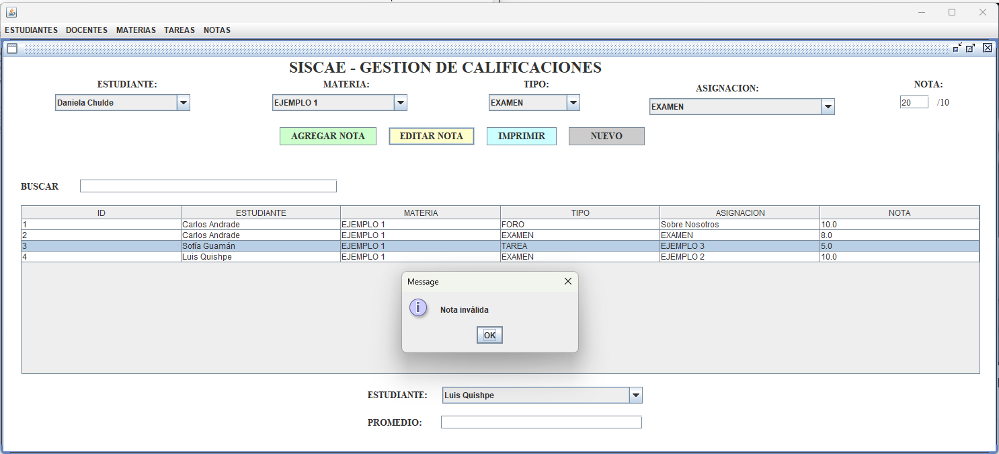 ESTUDIANTES DOCENTES MATERIAS TAREAS NOTAS
SISCAE - GESTION DE CALIFICACIONES
ESTUDIANTE: MATERIA: TIPO: ASIGNACION: NOTA:
Daniela Chulde EJEMPLO 1 EXAMEN EXAMEN 20 /10
AGREGAR NOTA EDITAR NOTA IMPRIMIR NUEVO
BUSCAR
ID ESTUDIANTE MATERIA TIPO ASIGNACION NOTA
1 Carlos Andrade EJEMPLO 1 FORO Sobre Nosotros 10.0
2 Carlos Andrade EJEMPLO 1 EXAMEN EXAMEN 8.0
3 Sofía Guamán EJEMPLO 1 TAREA EJEMPLO 3 5.0
4 Luis Quishpe EJEMPLO 1 EXAMEN EJEMPLO 2 10.0
Message
Nota inválida
OK
ESTUDIANTE: Luis Quishpe
PROMEDIO: